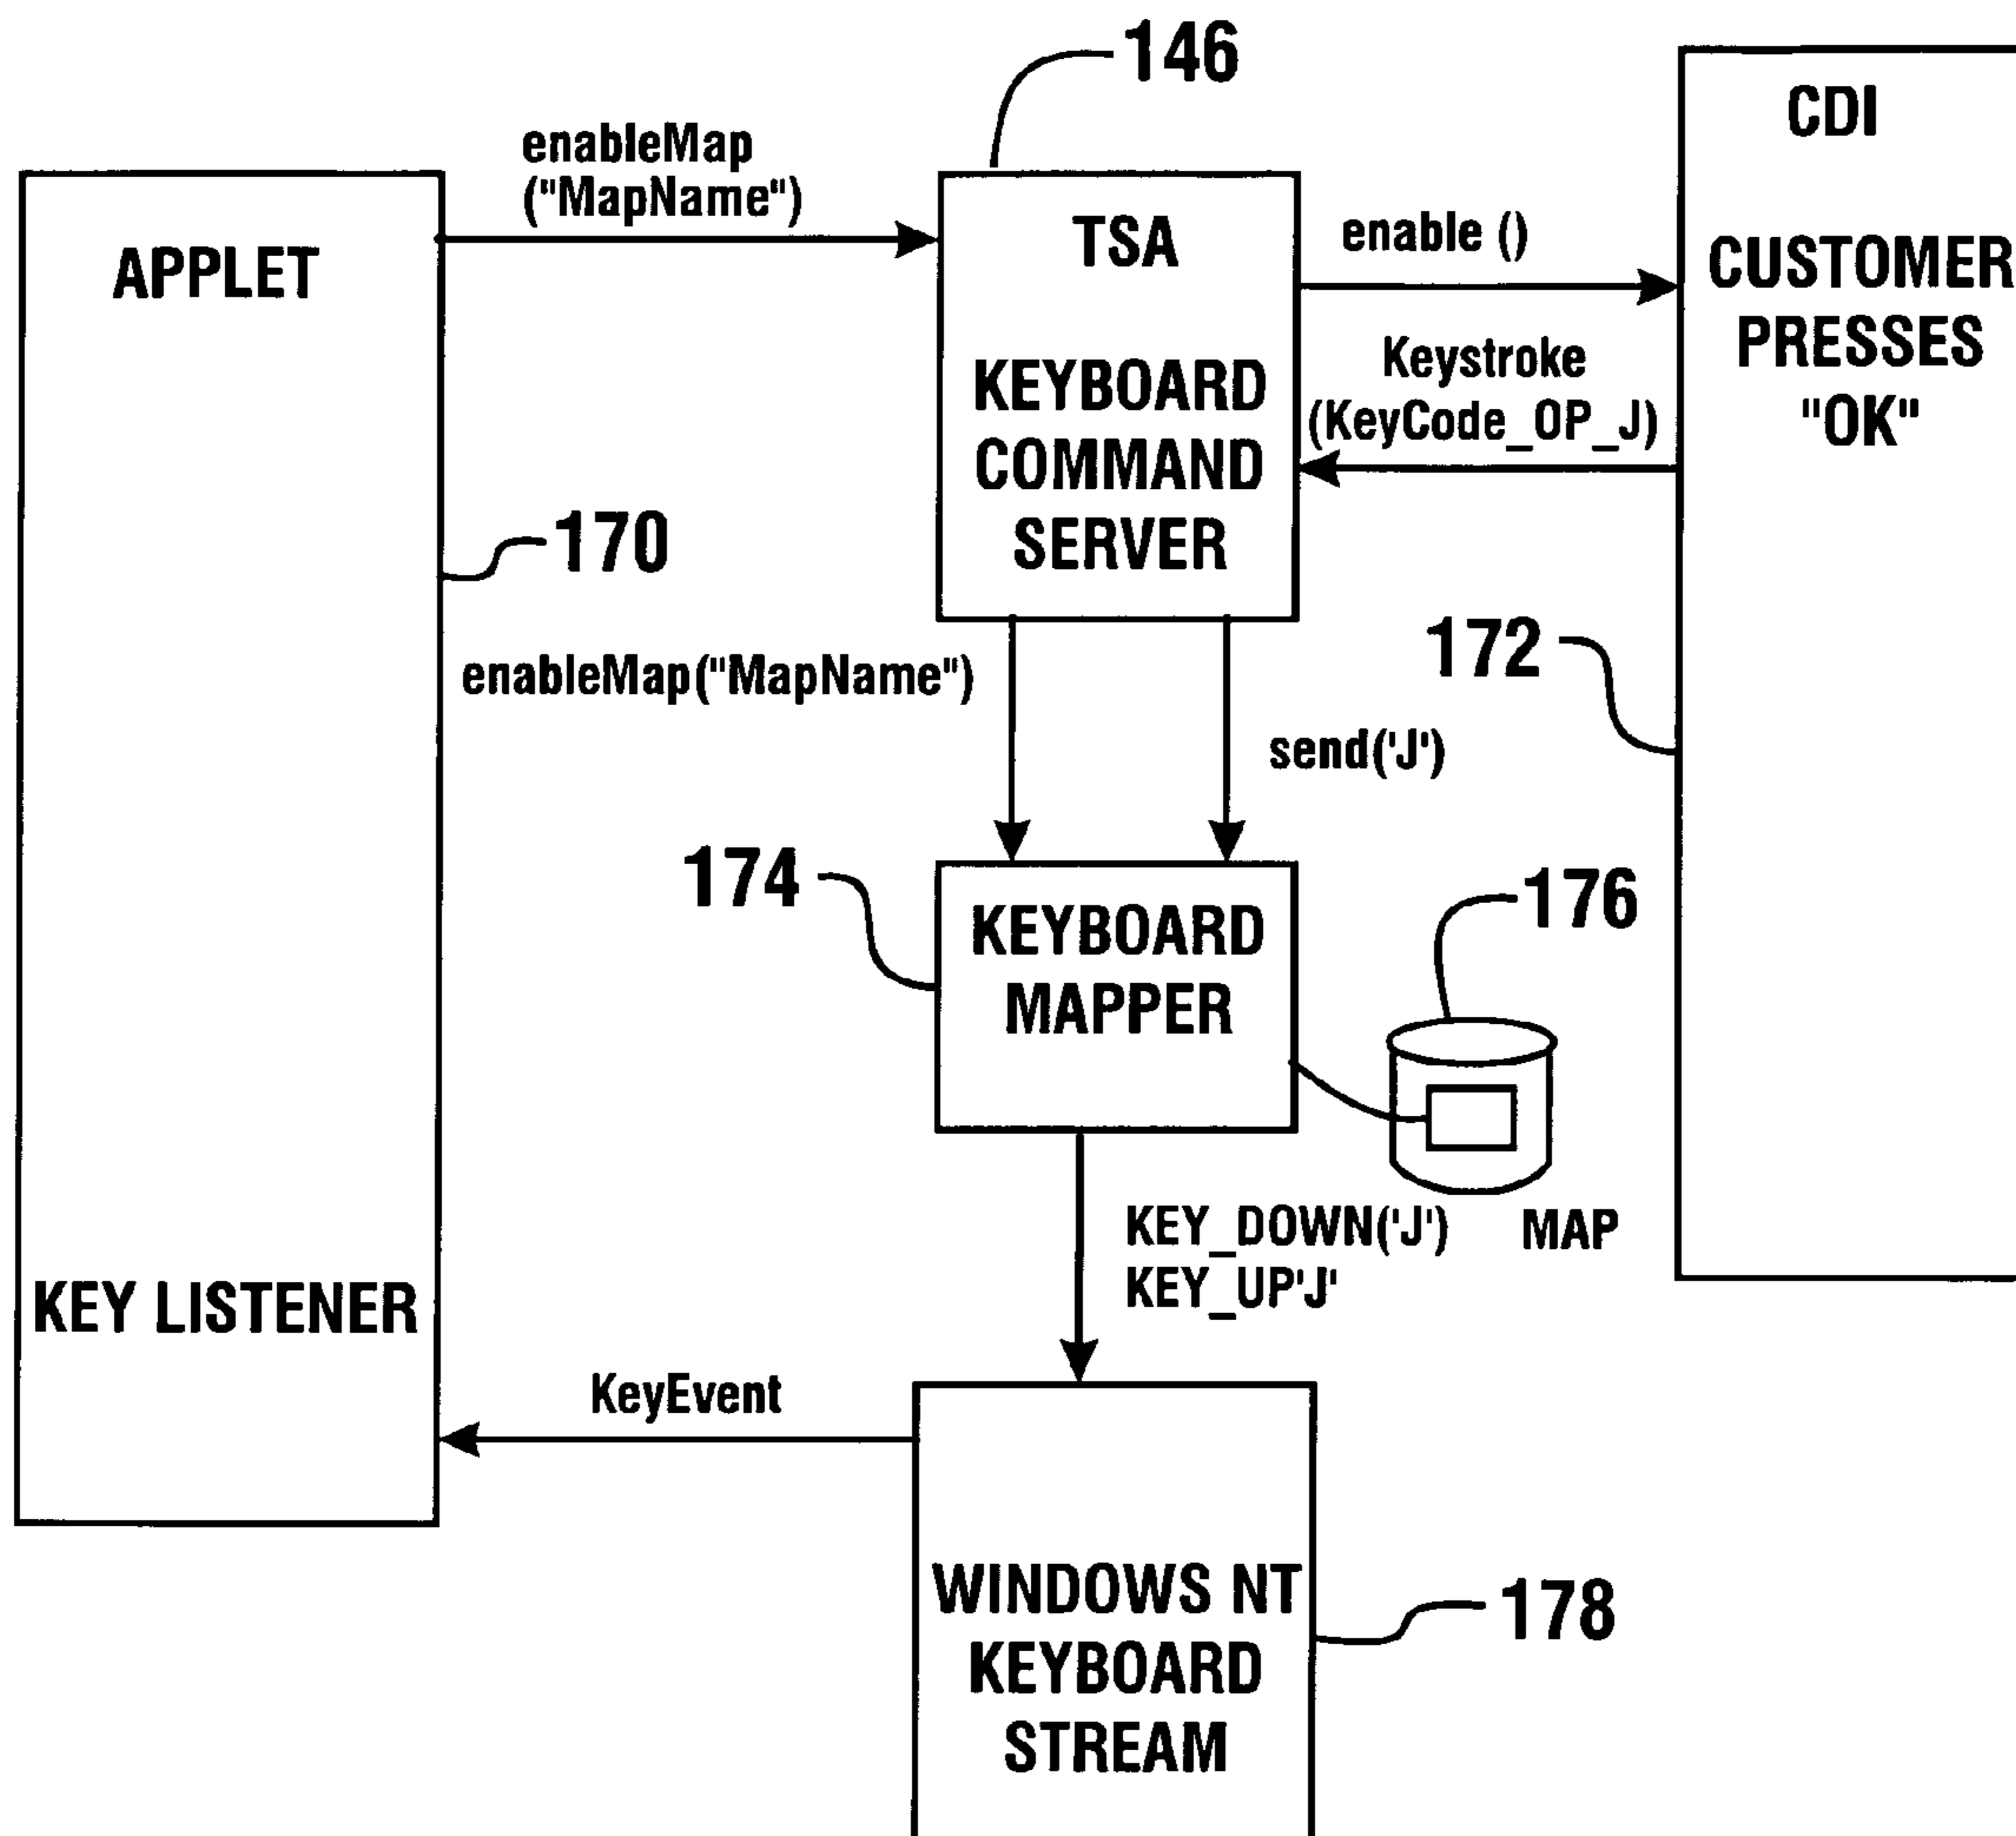 146
CDI
enableMap
("MapName")
APPLET
TSA
enable ()
CUSTOMER
PRESSES
"OK"
KEYBOARD
COMMAND
SERVER
Keystroke
(KeyCode_OP_J)
170
172
enableMap("MapName")
send('J')
174
KEYBOARD
MAPPER
176
KEY_DOWN('J')
KEY_UP'J'
MAP
KEY LISTENER
KeyEvent
WINDOWS NT
KEYBOARD
STREAM
178